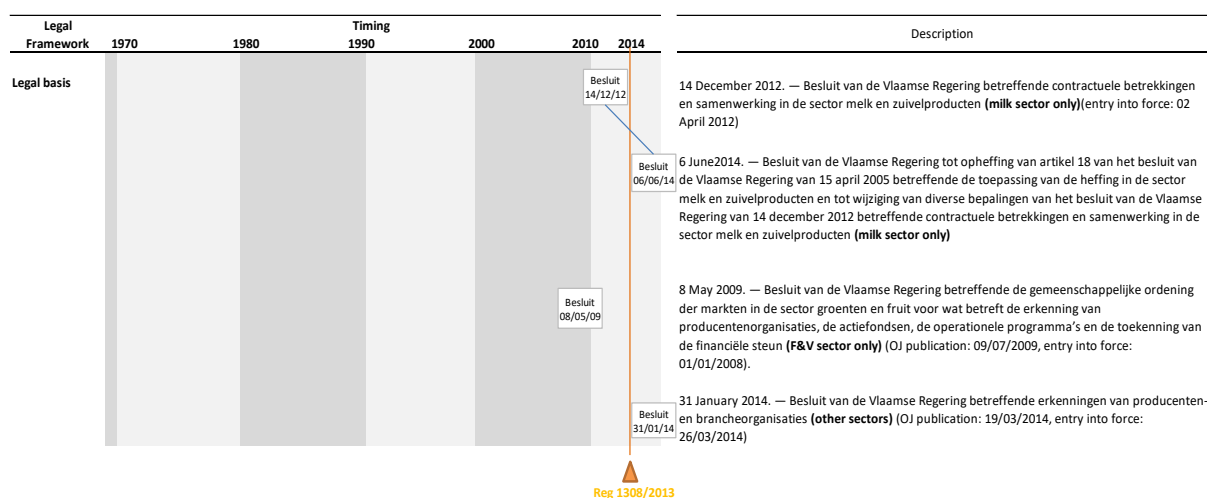 Legal
Framework
Timing
1970 1980 1990 2000 2010 2014
Description
Legal basis
Besluit
14/12/12
14 December 2012. — Besluit van de Vlaamse Regering betreffende contractuele betrekkingen
en samenwerking in de sector melk en zuivelproducten (milk sector only)(entry into force: 02
April 2012)
Besluit
06/06/14
6 June2014. — Besluit van de Vlaamse Regering tot opheffing van artikel 18 van het besluit van
de Vlaamse Regering van 15 april 2005 betreffende de toepassing van de heffing in de sector
melk en zuivelproducten en tot wijziging van diverse bepalingen van het besluit van de Vlaamse
Regering van 14 december 2012 betreffende contractuele betrekkingen en samenwerking in de
sector melk en zuivelproducten (milk sector only)
Besluit
08/05/09
8 May 2009. — Besluit van de Vlaamse Regering betreffende de gemeenschappelijke ordening
der markten in de sector groenten en fruit voor wat betreft de erkenning van
producentenorganisaties, de actiefondsen, de operationele programma's en de toekenning van
de financiële steun (F&V sector only) (OJ publication: 09/07/2009, entry into force:
01/01/2008).
Besluit
31/01/14
31 January 2014. — Besluit van de Vlaamse Regering betreffende erkenningen van producenten-
en brancheorganisaties (other sectors) (OJ publication: 19/03/2014, entry into force:
26/03/2014)
Reg 1308/2013